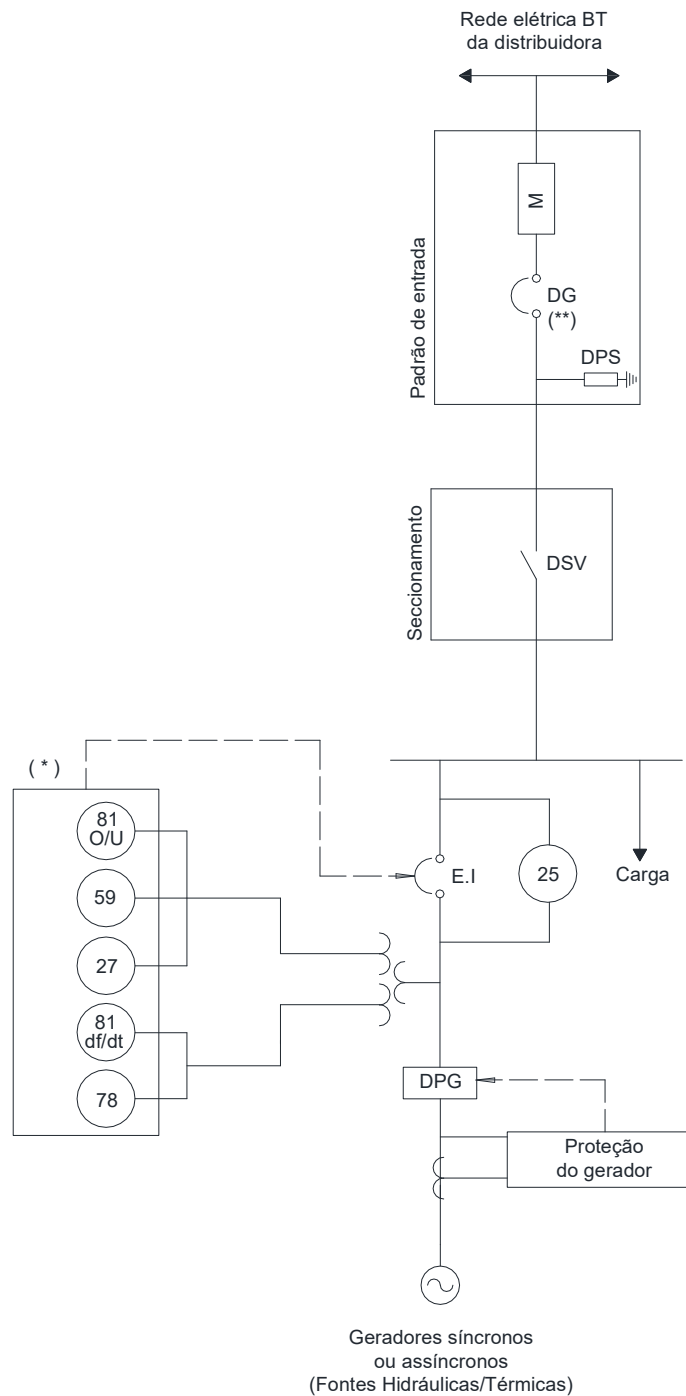 Rede elétrica BT
da distribuidora
Padrão de entrada
M
DG
(**)
DPS
Seccionamento
DSV
( * )
81
O/U
59
27
81
df/dt
78
E.I
25
Carga
DPG
Proteção
do gerador
Geradores síncronos
ou assíncronos
(Fontes Hidráulicas/Térmicas)